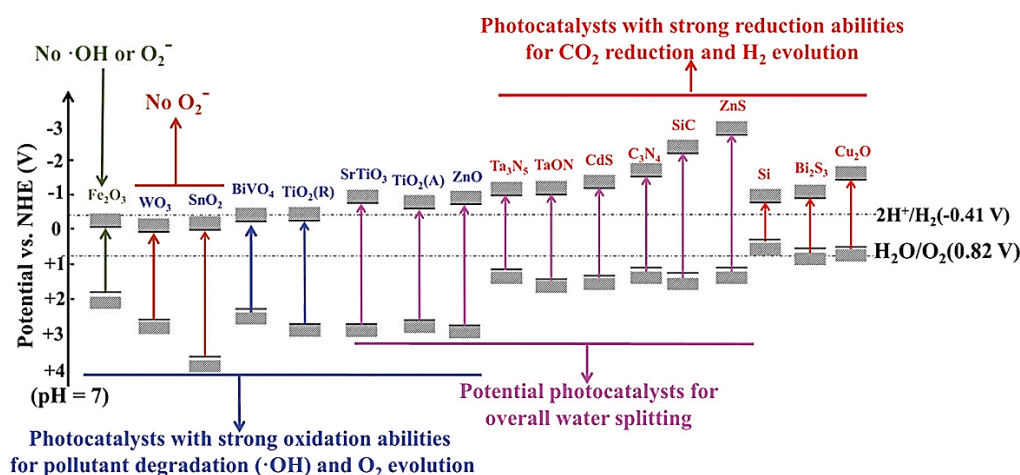 Photocatalysts with strong reduction abilities
for CO₂ reduction and H₂ evolution
No ·OH or O₂⁻
No O₂⁻
Potential vs. NHE (V)
-3
-2
-1
0
+1
+2
+3
+4
(pH = 7)
Fe₂O₃
WO₃
SnO₂
BiVO₄
TiO₂(R)
SrTiO₃
TiO₂(A)
ZnO
Ta₃N₅
TaON
CdS
C₃N₄
SiC
ZnS
Si
Bi₂S₃
Cu₂O
2H⁺/H₂(-0.41 V)
H₂O/O₂(0.82 V)
Potential photocatalysts for
overall water splitting
Photocatalysts with strong oxidation abilities
for pollutant degradation (·OH) and O₂ evolution